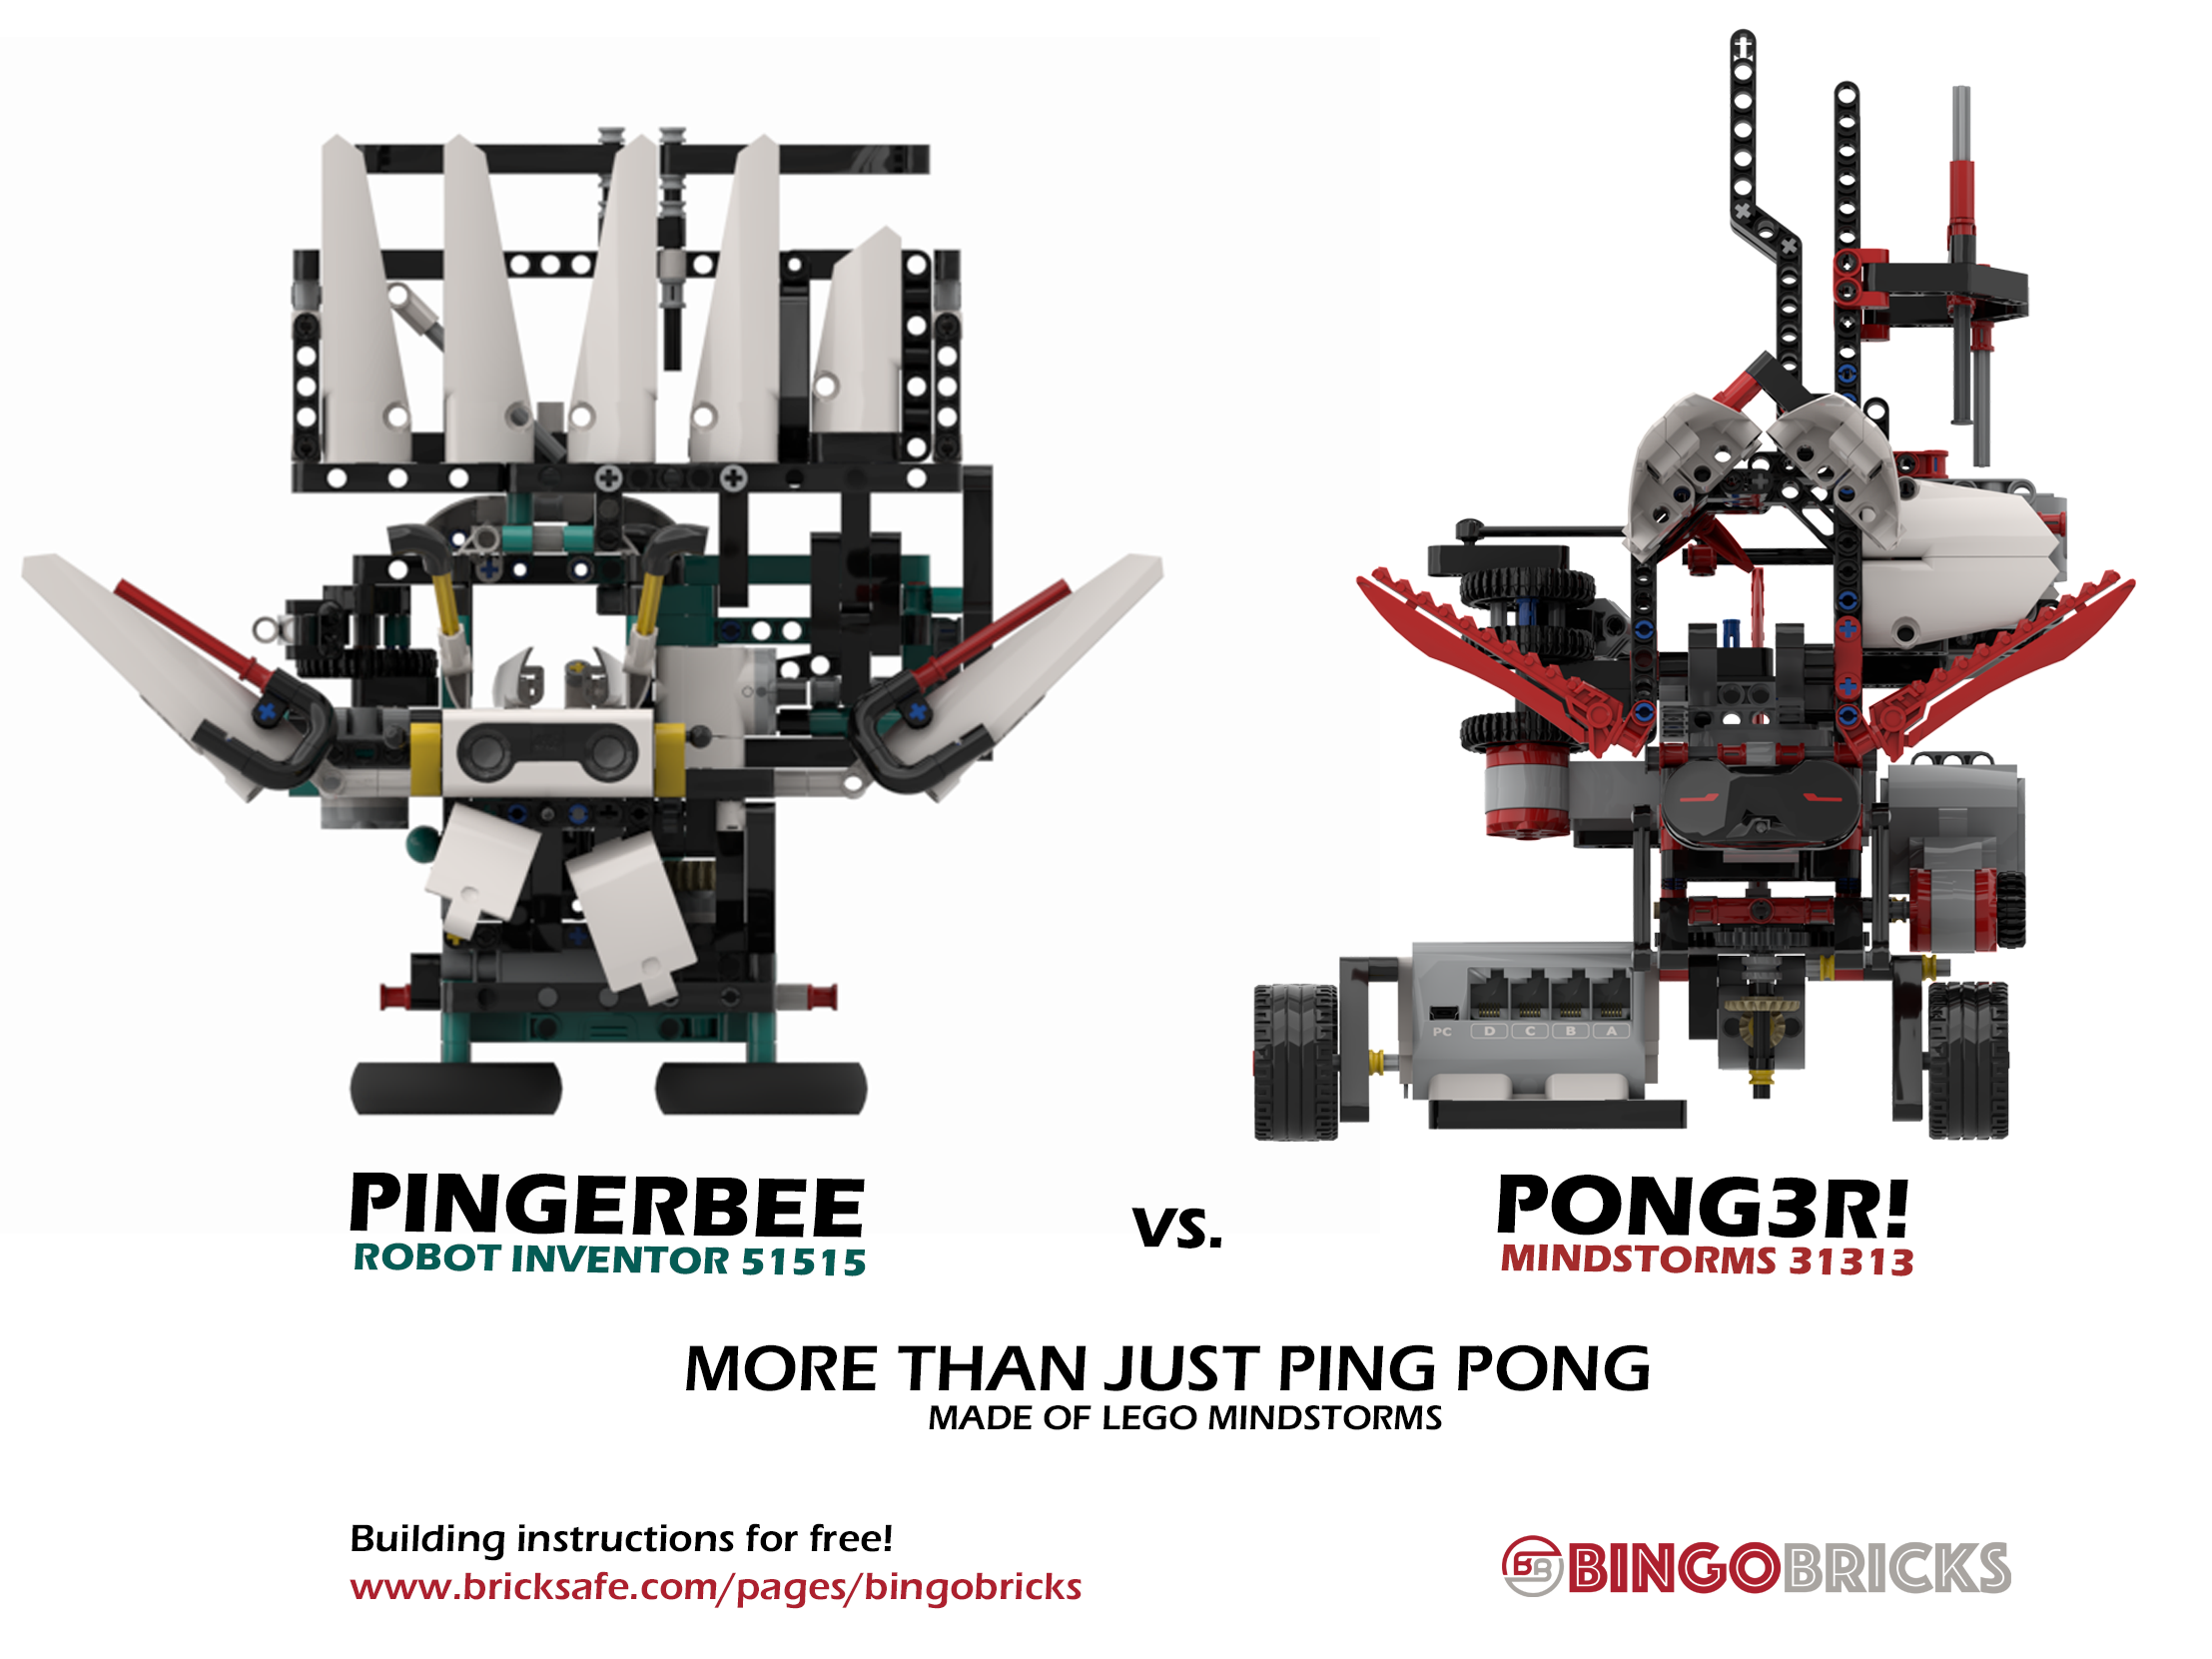 PC D C B A
PINGERBEE
ROBOT INVENTOR 51515
vs.
PONG3R!
MINDSTORMS 31313
MORE THAN JUST PING PONG
MADE OF LEGO MINDSTORMS
Building instructions for free!
www.bricksafe.com/pages/bingobricks
BB BINGOBRICKS